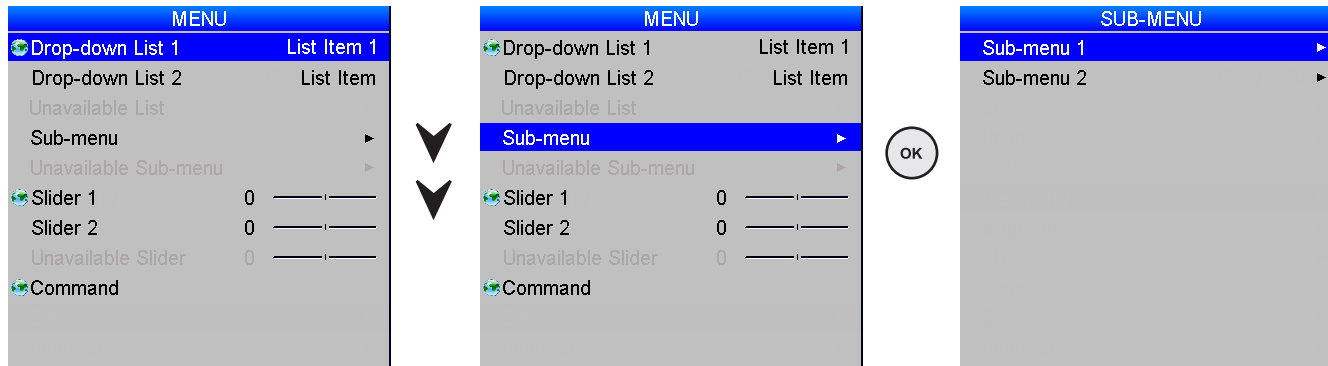 MENU
Drop-down List 1 List Item 1
Drop-down List 2 List Item
Unavailable List
Sub-menu
Unavailable Sub-menu
Slider 1 0
Slider 2 0
Unavailable Slider 0
Command
MENU
Drop-down List 1 List Item 1
Drop-down List 2 List Item
Unavailable List
Sub-menu
Unavailable Sub-menu
Slider 1 0
Slider 2 0
Unavailable Slider 0
Command
OK
SUB-MENU
Sub-menu 1
Sub-menu 2